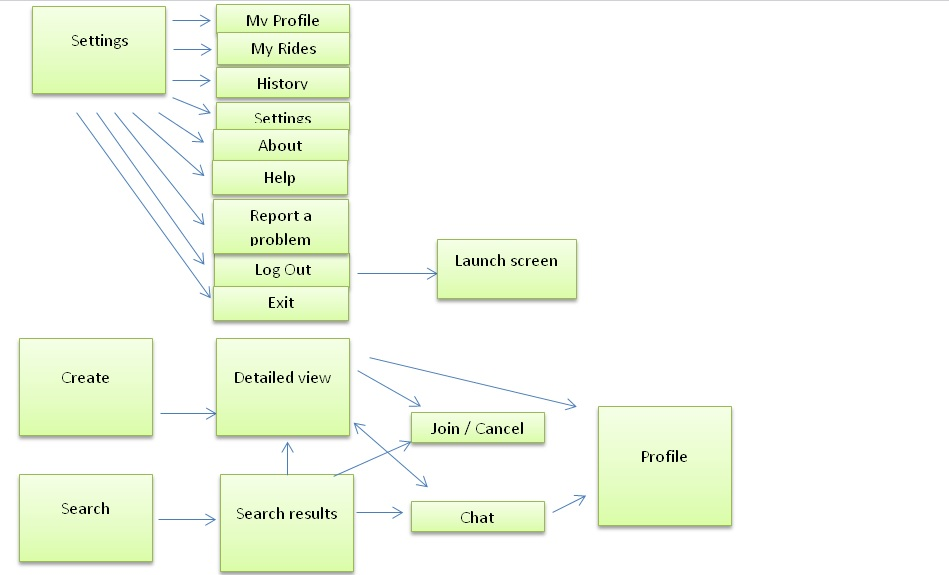 Settings
My Profile
My Rides
History
Settings
About
Help
Report a
problem
Log Out
Exit
Launch screen
Create
Detailed view
Join / Cancel
Profile
Search
Search results
Chat